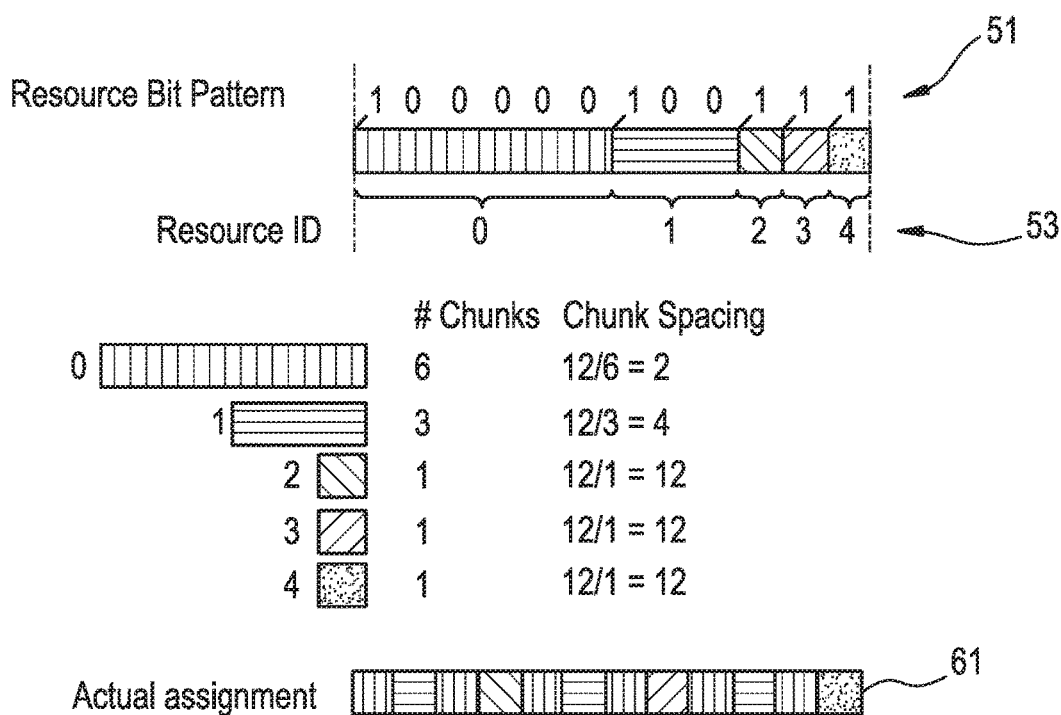 51
Resource Bit Pattern 1 0 0 0 0 0 1 0 0 1 1 1
Resource ID 0 1 2 3 4 53
# Chunks Chunk Spacing
0 6 12/6 = 2
1 3 12/3 = 4
2 1 12/1 = 12
3 1 12/1 = 12
4 1 12/1 = 12
61
Actual assignment